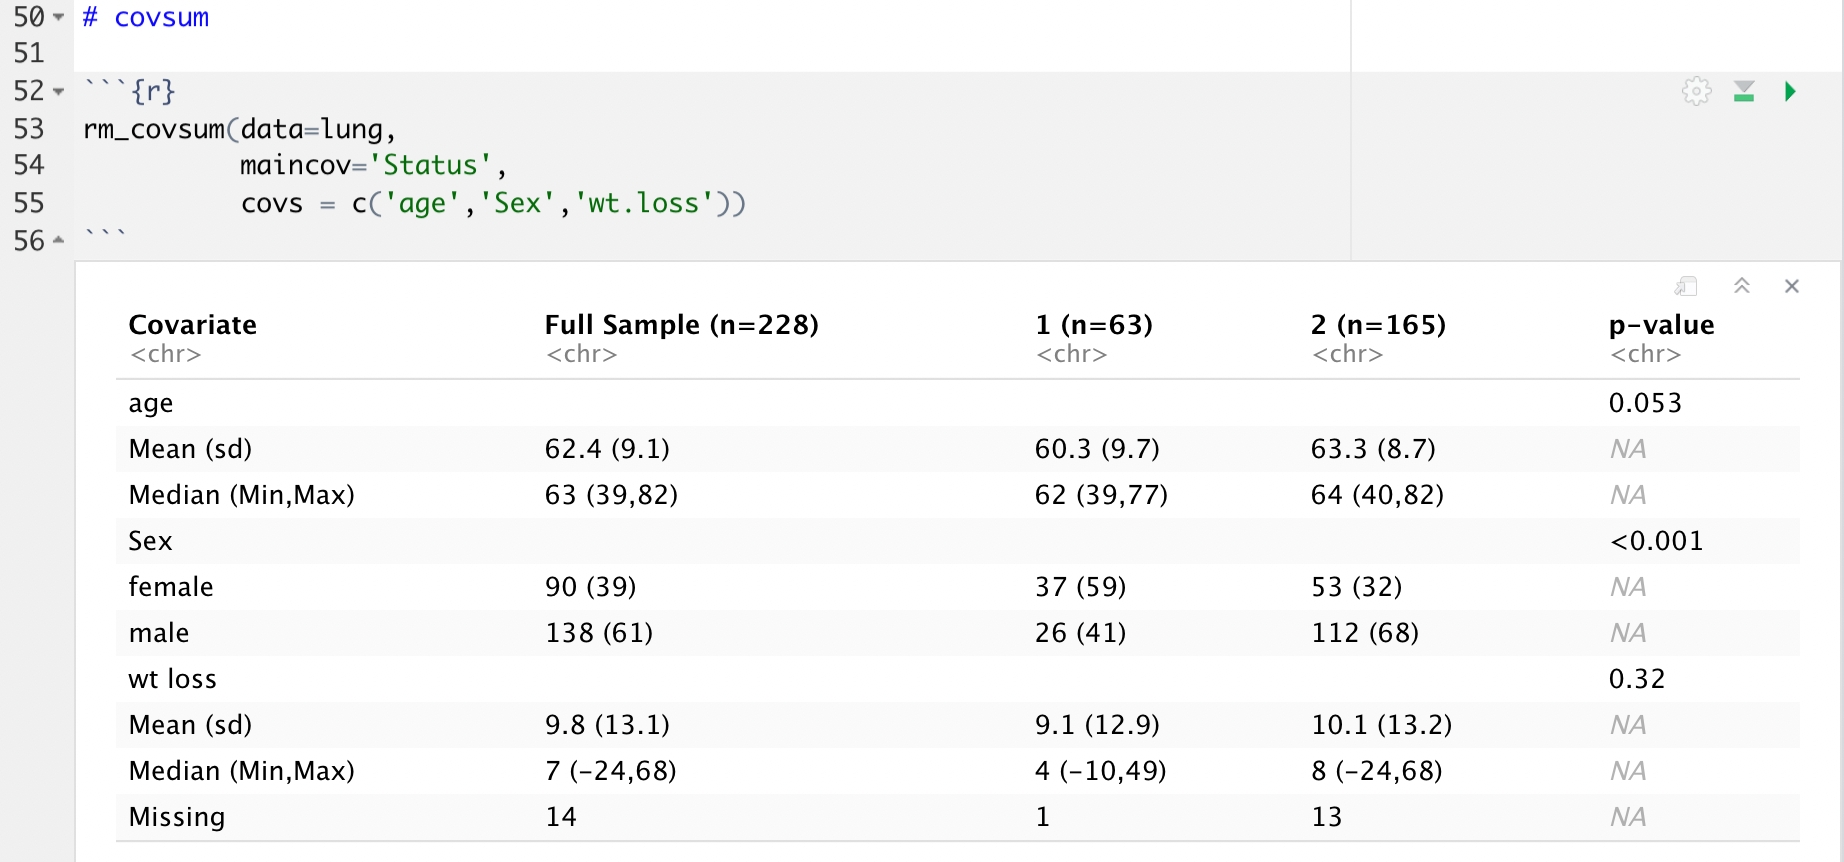 50 # covsum
51
52 ```{r}
53 rm_covsum(data=lung,
54 maincov='Status',
55 covs = c('age','Sex','wt.loss'))
56 ```
Covariate Full Sample (n=228) 1 (n=63) 2 (n=165) p-value
<chr> <chr> <chr> <chr> <chr>
age 0.053
Mean (sd) 62.4 (9.1) 60.3 (9.7) 63.3 (8.7) NA
Median (Min,Max) 63 (39,82) 62 (39,77) 64 (40,82) NA
Sex <0.001
female 90 (39) 37 (59) 53 (32) NA
male 138 (61) 26 (41) 112 (68) NA
wt loss 0.32
Mean (sd) 9.8 (13.1) 9.1 (12.9) 10.1 (13.2) NA
Median (Min,Max) 7 (-24,68) 4 (-10,49) 8 (-24,68) NA
Missing 14 1 13 NA